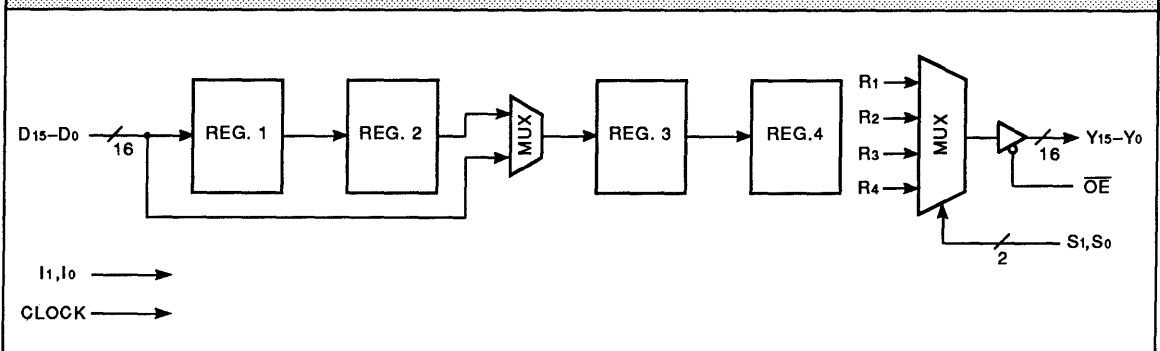 D15–D0
16
REG. 1
REG. 2
MUX
REG. 3
REG.4
R1
R2
R3
R4
MUX
16
Y15–Y0
OE
S1,S0
2
I1,I0
CLOCK